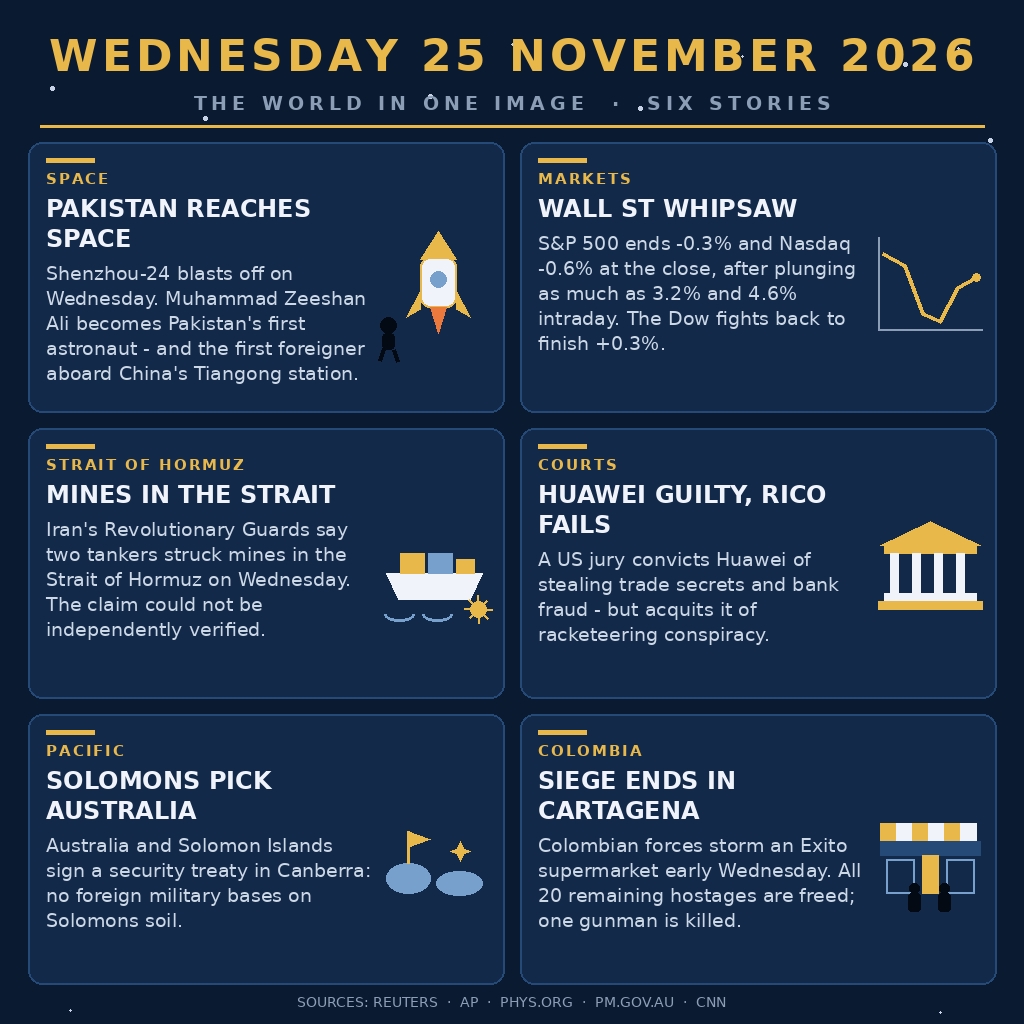 WEDNESDAY 25 NOVEMBER 2026
THE WORLD IN ONE IMAGE · SIX STORIES
SPACE
PAKISTAN REACHES
SPACE
Shenzhou-24 blasts off on
Wednesday. Muhammad Zeeshan
Ali becomes Pakistan's first
astronaut - and the first foreigner
aboard China's Tiangong station.
MARKETS
WALL ST WHIPSAW
S&P 500 ends -0.3% and Nasdaq
-0.6% at the close, after plunging
as much as 3.2% and 4.6%
intraday. The Dow fights back to
finish +0.3%.
STRAIT OF HORMUZ
MINES IN THE STRAIT
Iran's Revolutionary Guards say
two tankers struck mines in the
Strait of Hormuz on Wednesday.
The claim could not be
independently verified.
COURTS
HUAWEI GUILTY, RICO
FAILS
A US jury convicts Huawei of
stealing trade secrets and bank
fraud - but acquits it of
racketeering conspiracy.
PACIFIC
SOLOMONS PICK
AUSTRALIA
Australia and Solomon Islands
sign a security treaty in Canberra:
no foreign military bases on
Solomons soil.
COLOMBIA
SIEGE ENDS IN
CARTAGENA
Colombian forces storm an Exito
supermarket early Wednesday. All
20 remaining hostages are freed;
one gunman is killed.
SOURCES: REUTERS · AP · PHYS.ORG · PM.GOV.AU · CNN